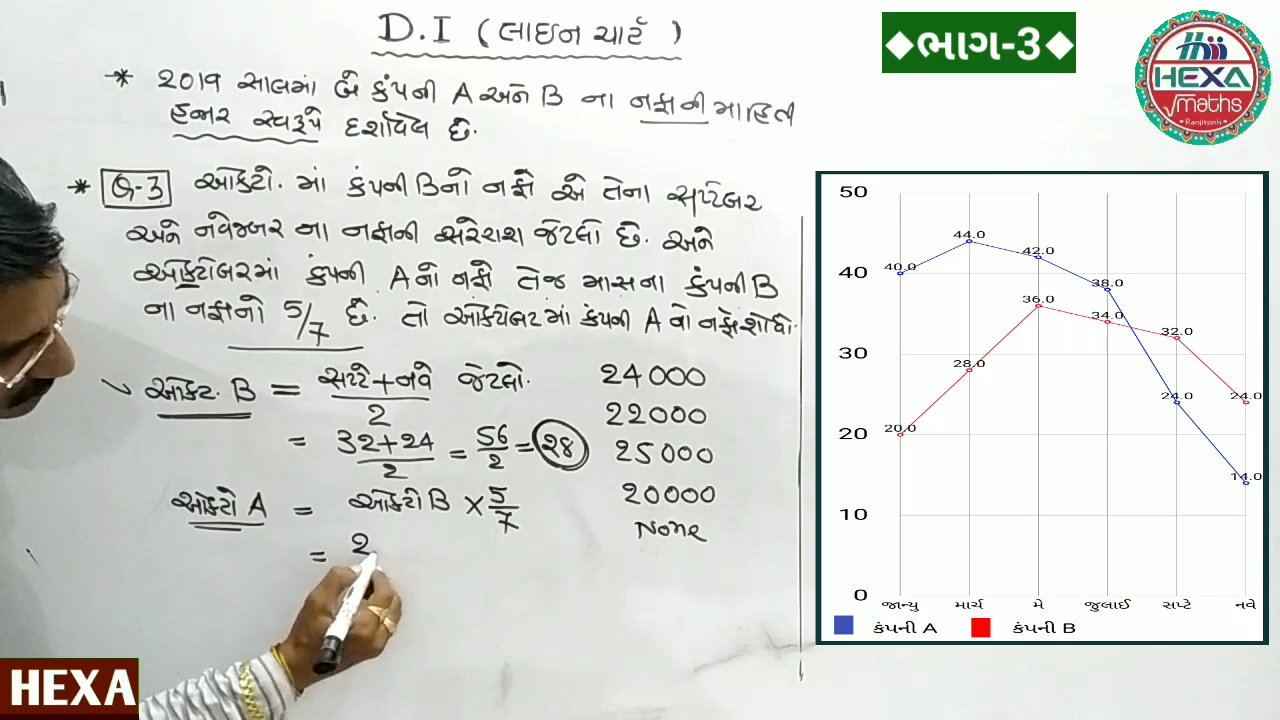 D.I (લાઇન ચાર્ટ)
◆ભાગ-3◆
HEXA
maths
Ranjitsinh
* 2019 સાલમાં બે કંપની A અને B ના નફાની માહિતી
હજાર સ્વરૂપે દર્શાવેલ છે.
* Q-3 ઓક્ટો. માં કંપની B નો નફો એ તેના સપ્ટેમ્બર
અને નવેમ્બર ના નફાની સરેરાશ જેટલો છે. અને
ઓક્ટોબરમાં કંપની A નો નફો તેજ માસના કંપની B
ના નફાનો 5/7 છે. તો ઓક્ટોબર માં કંપની A નો નફો શોધો.
ઓક્ટ. B = સપ્ટે+નવે/2 જેટલો.
= 32+24/2 = 56/2 = 28
ઓક્ટો A = ઓક્ટો B × 5/7
= 2
24000
22000
25000
20000
None
50
40
30
20
10
0
40.0 44.0 42.0 38.0 24.0 14.0
20.0 28.0 36.0 34.0 32.0 24.0
જાન્યુ માર્ચ મે જુલાઈ સપ્ટે નવે
કંપની A કંપની B
HEXA